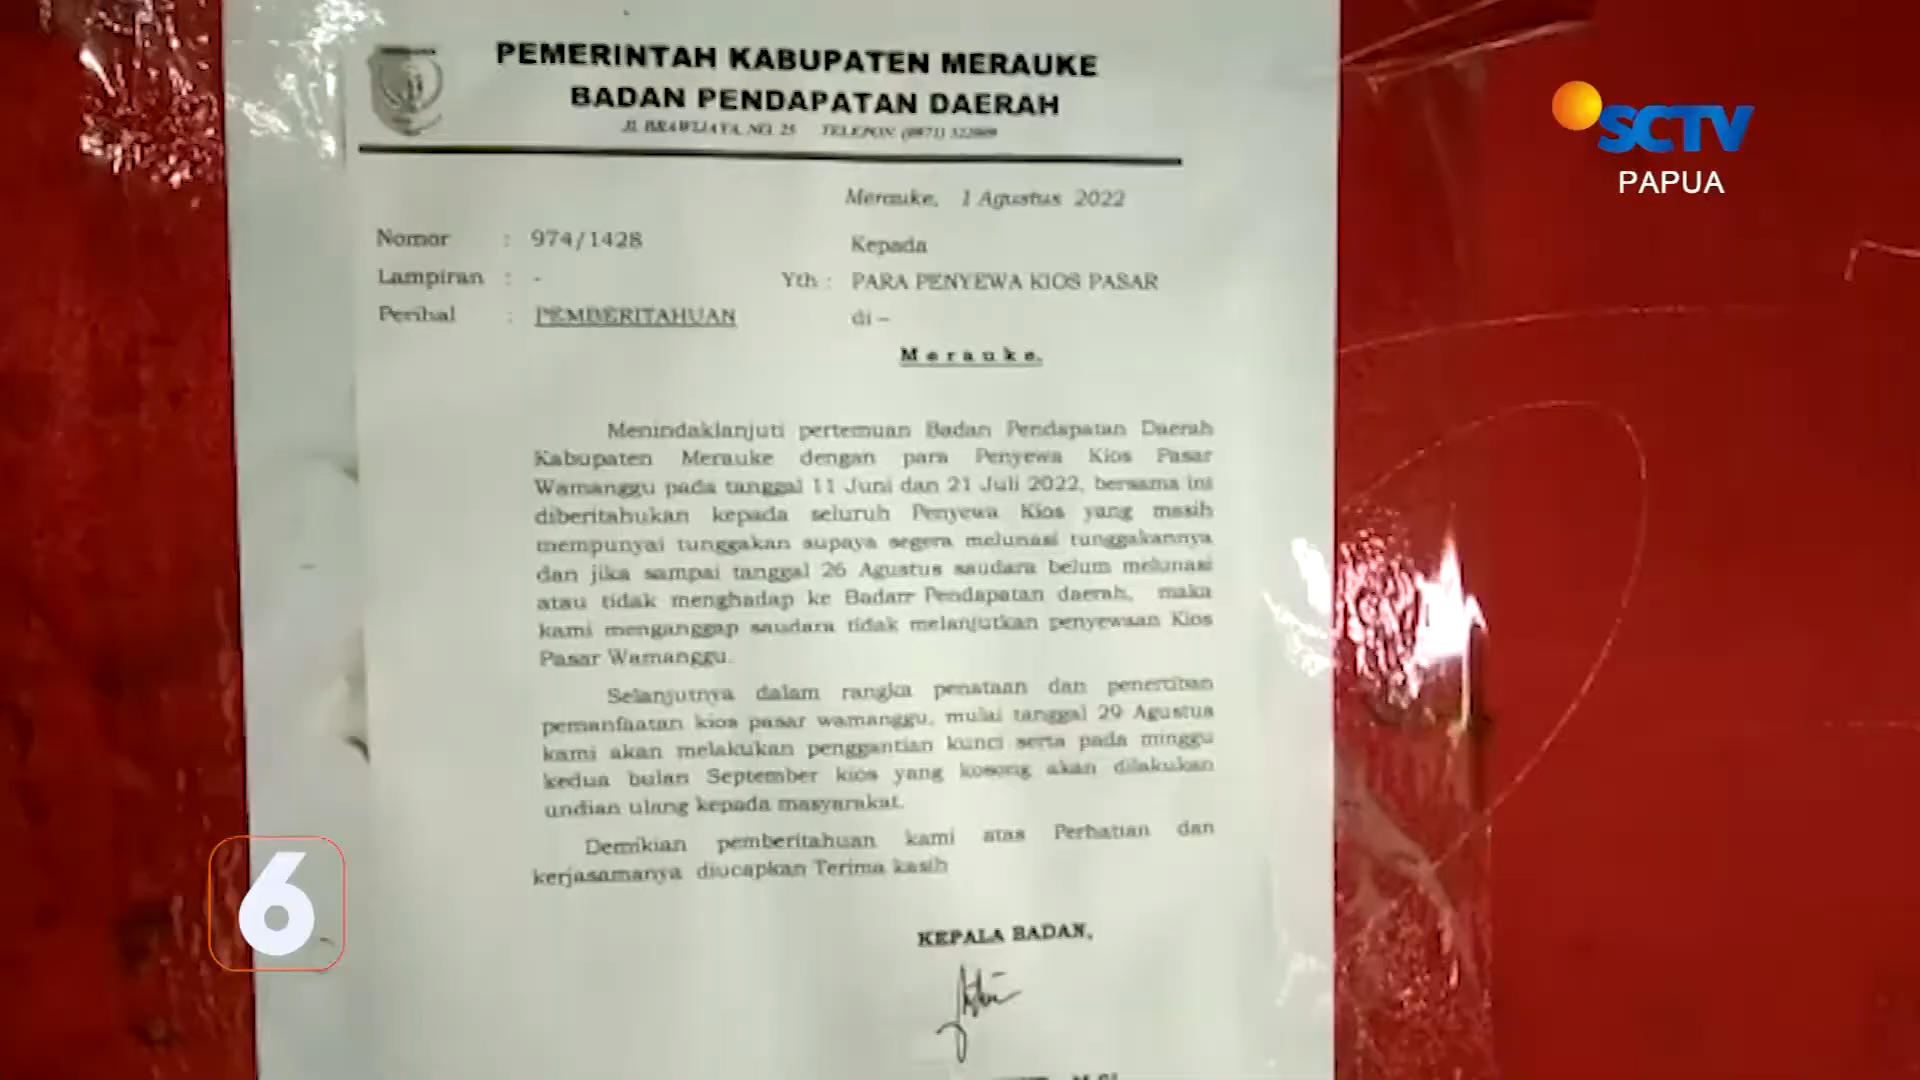 PEMERINTAH KABUPATEN MERAUKE
BADAN PENDAPATAN DAERAH
JL BRAWIJAYA, NO. 25 TELEPON (0971)
Merauke, 1 Agustus 2022
Nomor : 974/1428
Kepada
Lampiran : -
Yth : PARA PENYEWA KIOS PASAR
Perihal : PEMBERITAHUAN
di –
Merauke.
Menindaklanjuti pertemuan Badan Pendapatan Daerah
Kabupaten Merauke dengan para Penyewa Kios Pasar
Wamanggu pada tanggal 11 Juni dan 21 Juli 2022, bersama ini
diberitahukan kepada seluruh Penyewa Kios yang masih
mempunyai tunggakan supaya segera melunasi tunggakannya
dan jika sampai tanggal 26 Agustus saudara belum melunasi
atau tidak menghadap ke Badan Pendapatan daerah, maka
kami menganggap saudara tidak melanjutkan penyewaan Kios
Pasar Wamanggu.
Selanjutnya dalam rangka penataan dan penertiban
pemanfaatan kios pasar wamanggu, mulai tanggal 29 Agustus
kami akan melakukan penggantian kunci serta pada minggu
kedua bulan September kios yang kosong akan dilakukan
undian ulang kepada masyarakat.
Demikian pemberitahuan kami atas Perhatian dan
kerjasamanya diucapkan Terima kasih
KEPALA BADAN,
SCTV
PAPUA
6